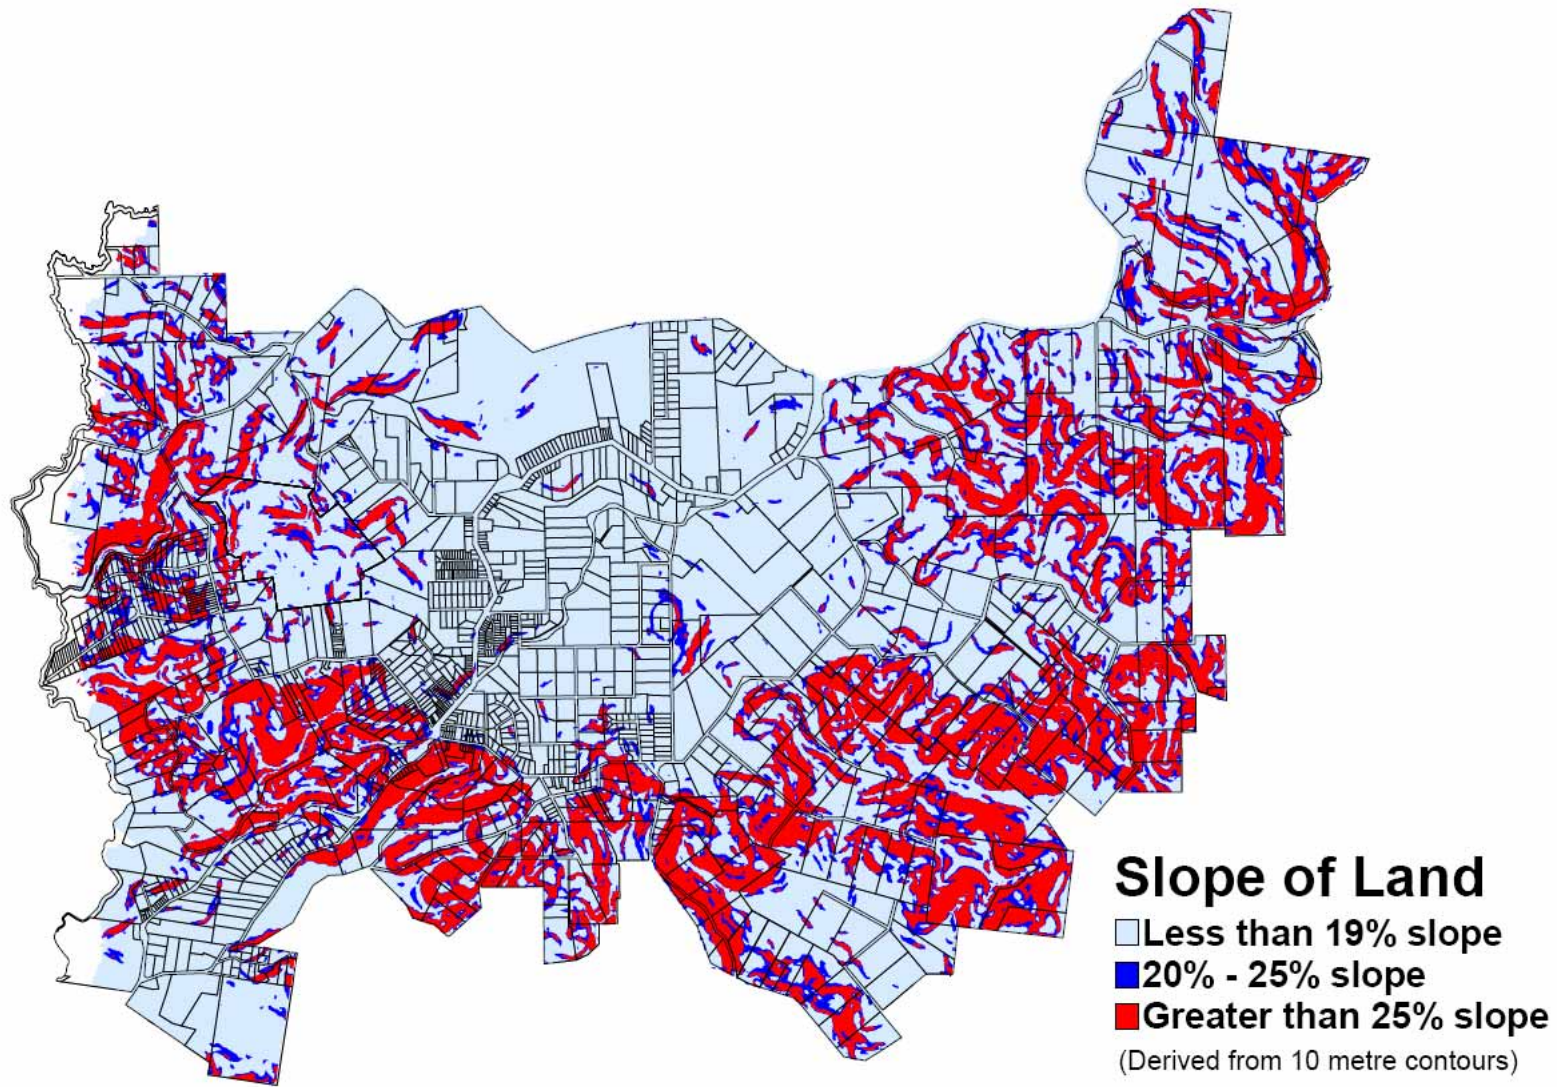 Slope of Land
Less than 19% slope
20% - 25% slope
Greater than 25% slope
(Derived from 10 metre contours)